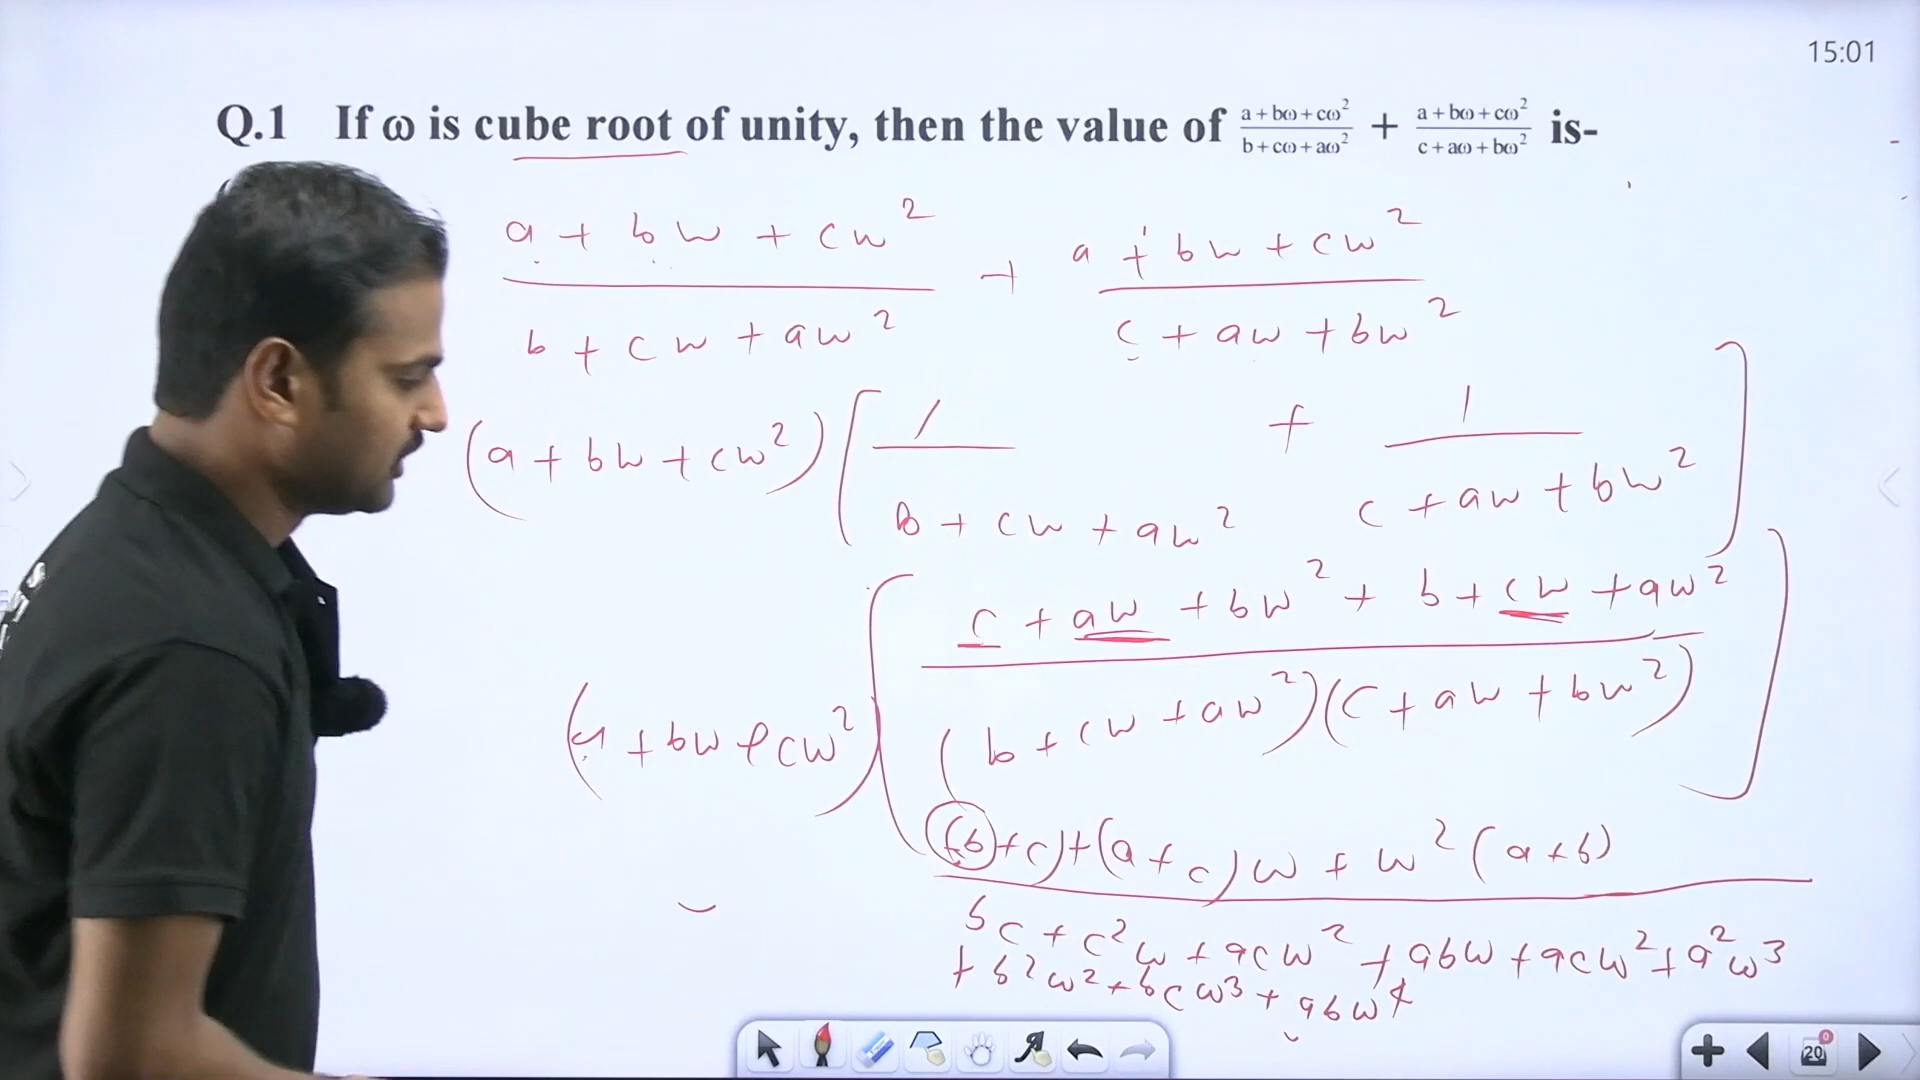 15:01
Q.1 If ω is cube root of unity, then the value of (a+bω+cω²)/(b+cω+aω²) + (a+bω+cω²)/(c+aω+bω²) is-
(a + bw + cw²)/(b + cw + aw²) + (a + bw + cw²)/(c + aw + bw²)
(a + bw + cw²) [1/(b + cw + aw²) + 1/(c + aw + bw²)]
(a + bw + cw²) [(c + aw + bw² + b + cw + aw²)/((b + cw + aw²)(c + aw + bw²))]
(b + c) + (a + c)w + w²(a + b)
bc + c²w + acw² + abw + acw² + a²w³
+ b²w² + bcw³ + abw⁴
20
0